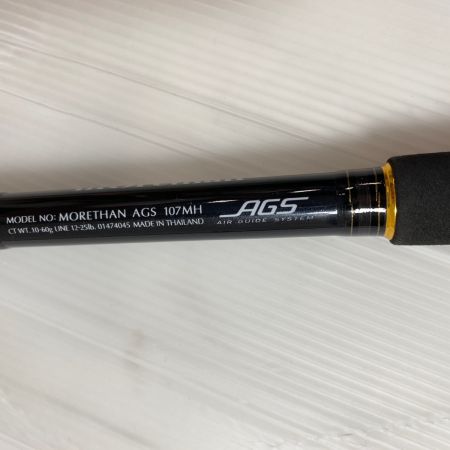 MODEL NO: MORETHAN AGS 107MH
CT WT. 10-60g LINE 12-25lb. 01474045 MADE IN THAILAND
AGS
AIR GUIDE SYSTEM